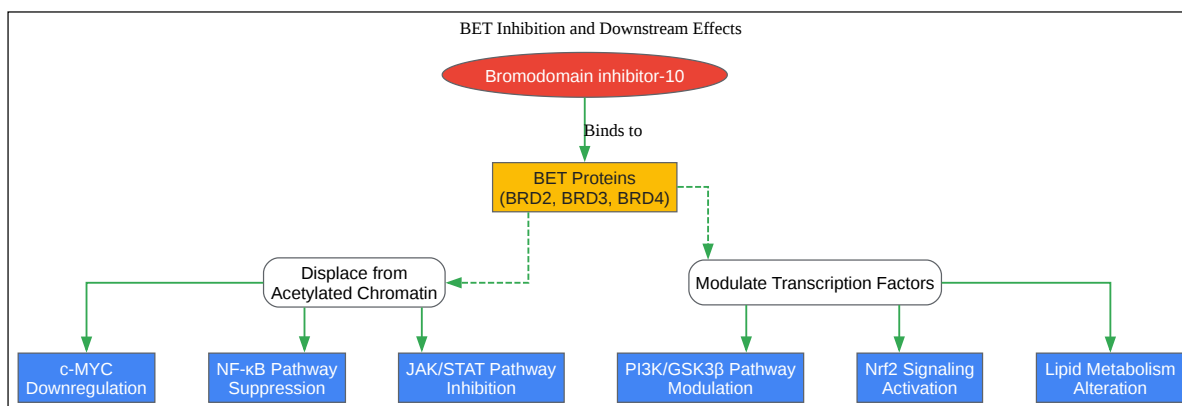 BET Inhibition and Downstream Effects
Bromodomain inhibitor-10
Binds to
BET Proteins
(BRD2, BRD3, BRD4)
Displace from
Acetylated Chromatin
Modulate Transcription Factors
c-MYC
Downregulation
NF-κB Pathway
Suppression
JAK/STAT Pathway
Inhibition
PI3K/GSK3β Pathway
Modulation
Nrf2 Signaling
Activation
Lipid Metabolism
Alteration